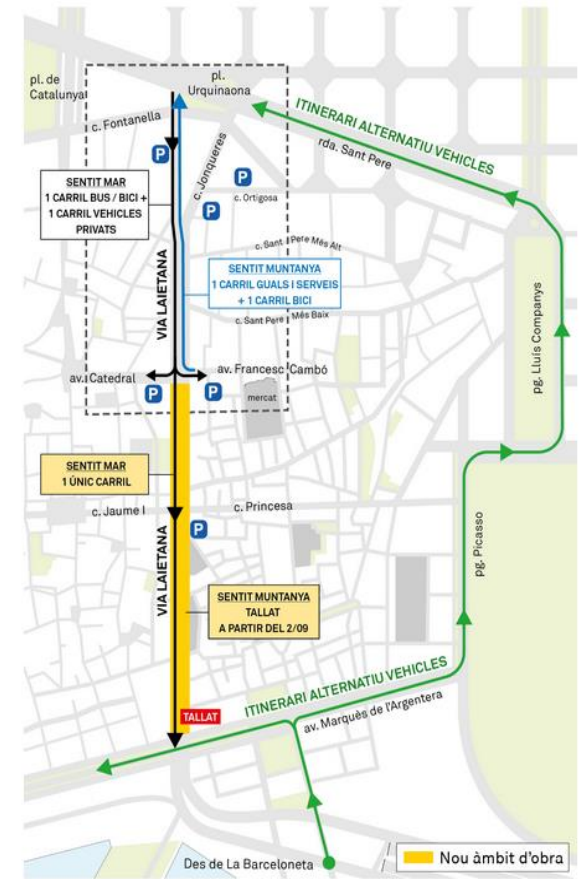 pl. de
Catalunya
pl.
Urquinaona
c. Fontanella
ITINERARI ALTERNATIU VEHICLES
rda. Sant Pere
P
c. Jonqueres
P
P
c. Ortigosa
SENTIT MAR
1 CARRIL BUS / BICI +
1 CARRIL VEHICLES
PRIVATS
c. Sant Pere Més Alt
VIA LAIETANA
SENTIT MUNTANYA
1 CARRIL GUALS I SERVEIS
+ 1 CARRIL BICI
c. Sant Pere Més Baix
pg. Lluís Companys
av. Catedral
av. Francesc Cambó
P
P
mercat
SENTIT MAR
1 ÚNIC CARRIL
c. Jaume I
c. Princesa
P
pg. Picasso
VIA LAIETANA
SENTIT MUNTANYA
TALLAT
A PARTIR DEL 2/09
ITINERARI ALTERNATIU VEHICLES
TALLAT
av. Marquès de l'Argentera
Des de La Barceloneta
Nou àmbit d'obra